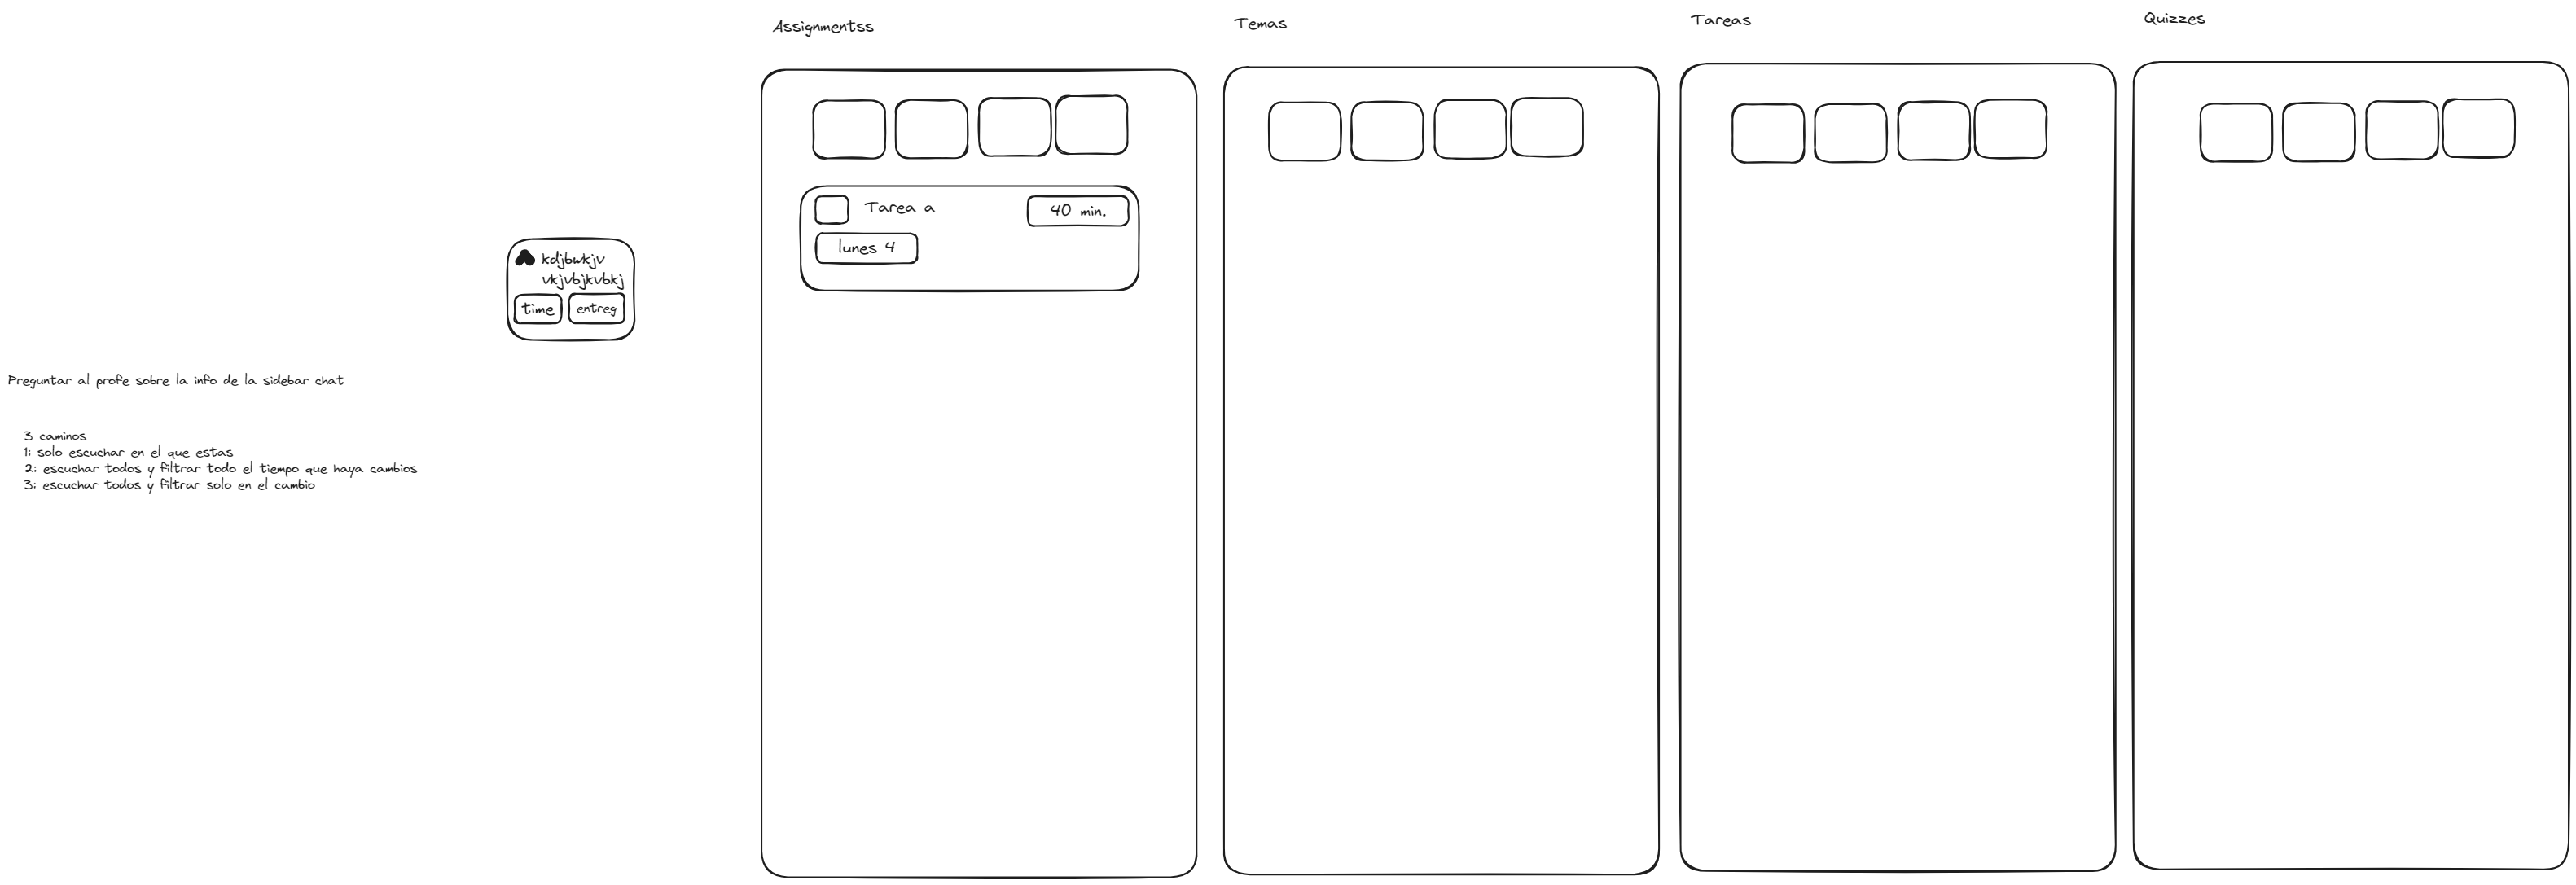 Assignmentss
Temas
Tareas
Quizzes
Tarea a
40 min.
lunes 4
kdjbwkjv
vkjvbjkvbkj
time
entreg
Preguntar al profe sobre la info de la sidebar chat
3 caminos
1: solo escuchar en el que estas
2: escuchar todos y filtrar todo el tiempo que haya cambios
3: escuchar todos y filtrar solo en el cambio